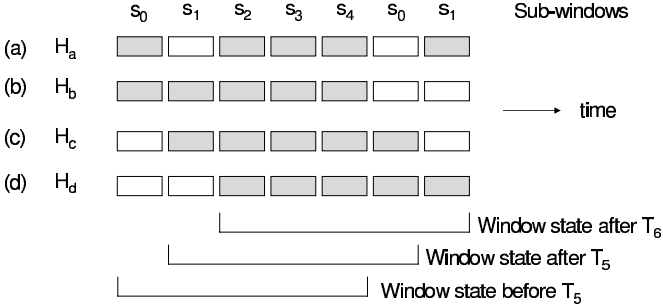 s0 s1 s2 s3 s4 s0 s1 Sub-windows
(a) Ha
(b) Hb
time
(c) Hc
(d) Hd
Window state after T6
Window state after T5
Window state before T5